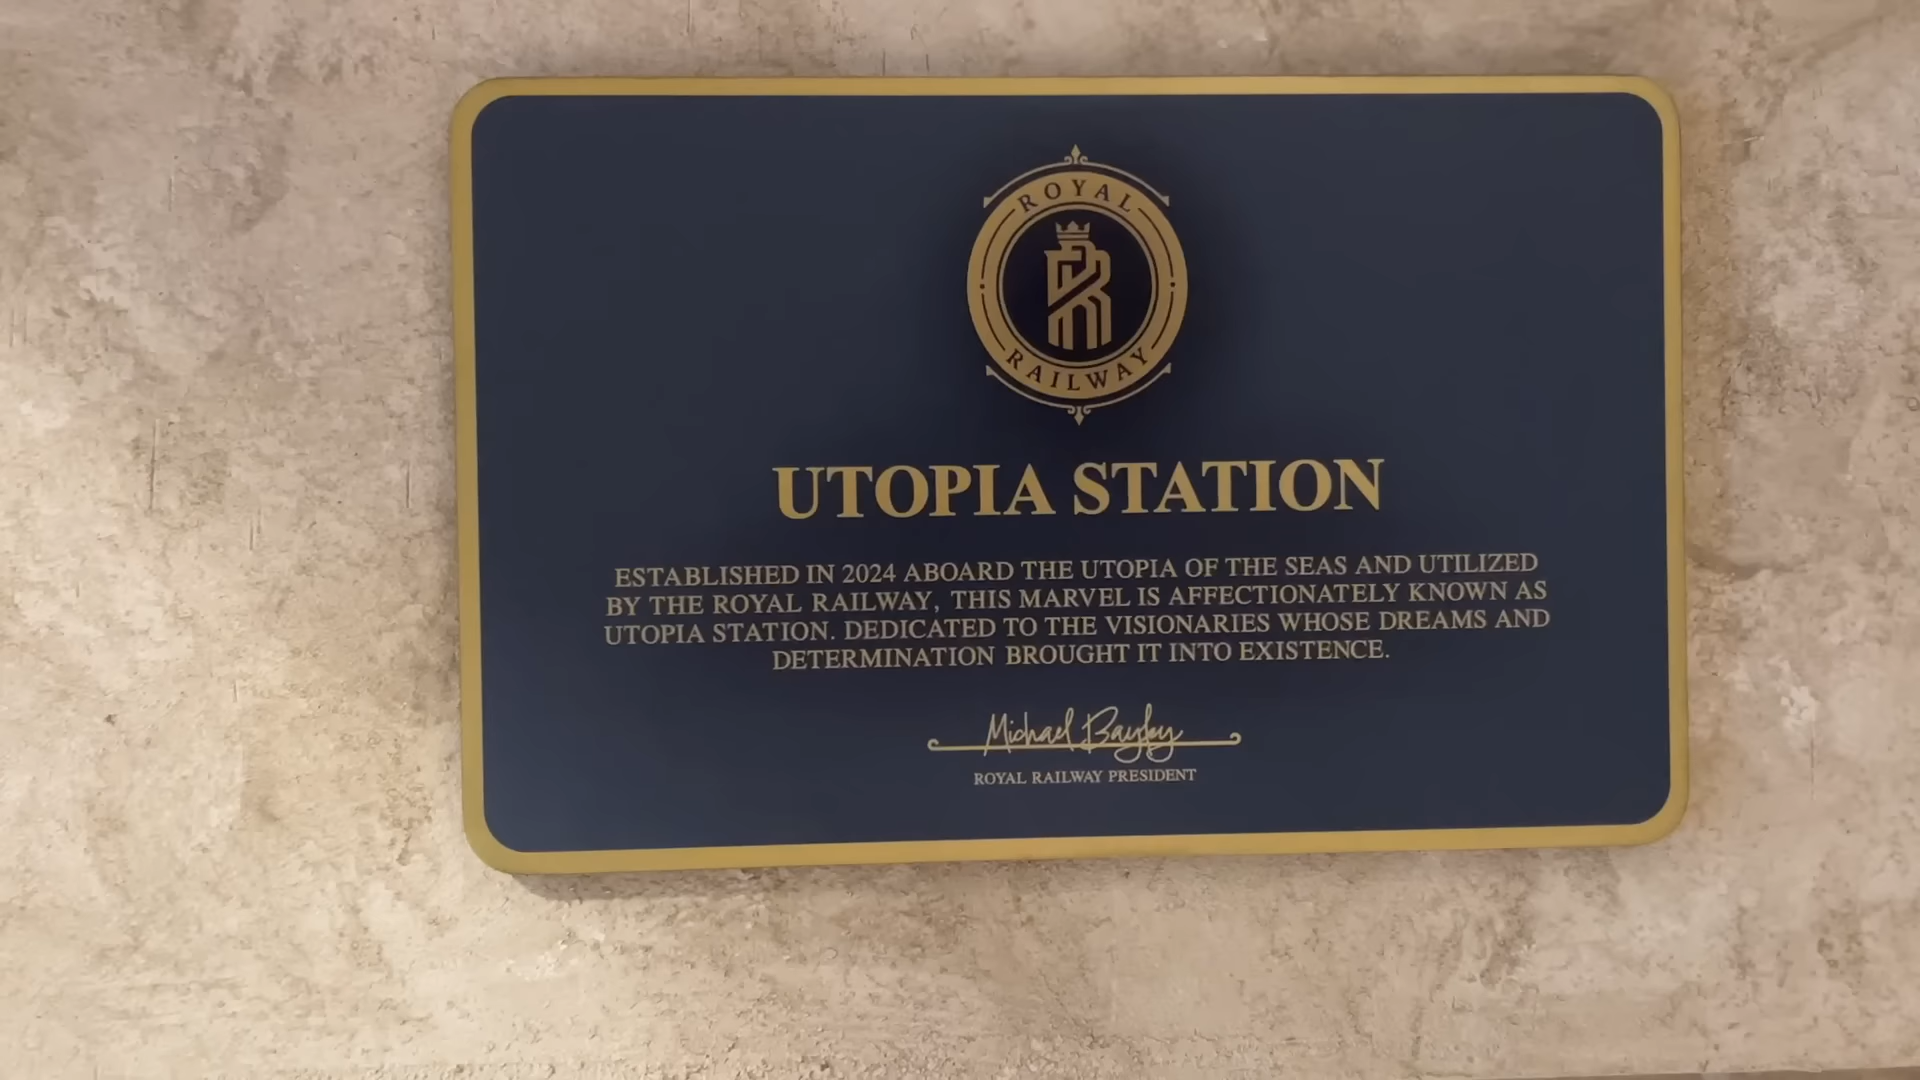 ROYAL
RAILWAY
UTOPIA STATION
ESTABLISHED IN 2024 ABOARD THE UTOPIA OF THE SEAS AND UTILIZED
BY THE ROYAL RAILWAY, THIS MARVEL IS AFFECTIONATELY KNOWN AS
UTOPIA STATION. DEDICATED TO THE VISIONARIES WHOSE DREAMS AND
DETERMINATION BROUGHT IT INTO EXISTENCE.
Michael Bayley
ROYAL RAILWAY PRESIDENT